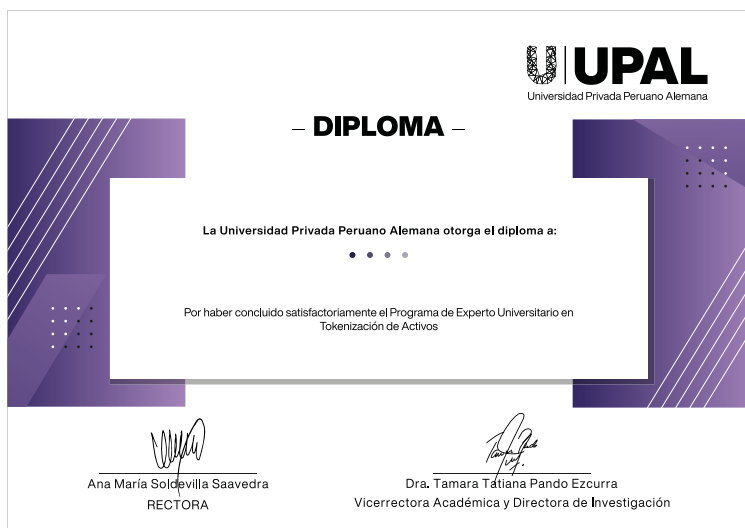 UPAL
Universidad Privada Peruano Alemana
– DIPLOMA –
La Universidad Privada Peruano Alemana otorga el diploma a:
Por haber concluido satisfactoriamente el Programa de Experto Universitario en
Tokenización de Activos
Ana María Soldevilla Saavedra
RECTORA
Dra. Tamara Tatiana Pando Ezcurra
Vicerrectora Académica y Directora de Investigación